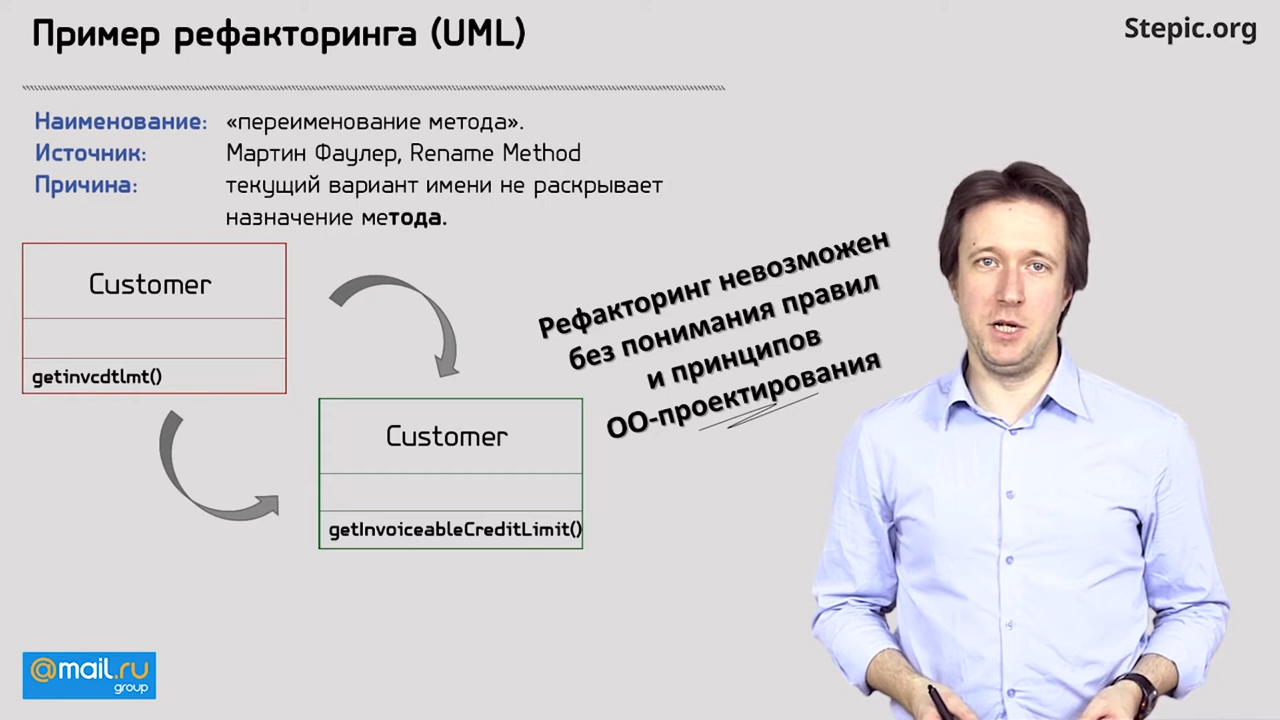 Пример рефакторинга (UML)
Stepic.org
Наименование: «переименование метода».
Источник: Мартин Фаулер, Rename Method
Причина: текущий вариант имени не раскрывает
назначение метода.
Customer
getinvcdtlmt()
Customer
getInvoiceableCreditLimit()
Рефакторинг невозможен
без понимания правил
и принципов
ОО-проектирования
@mail.ru
group